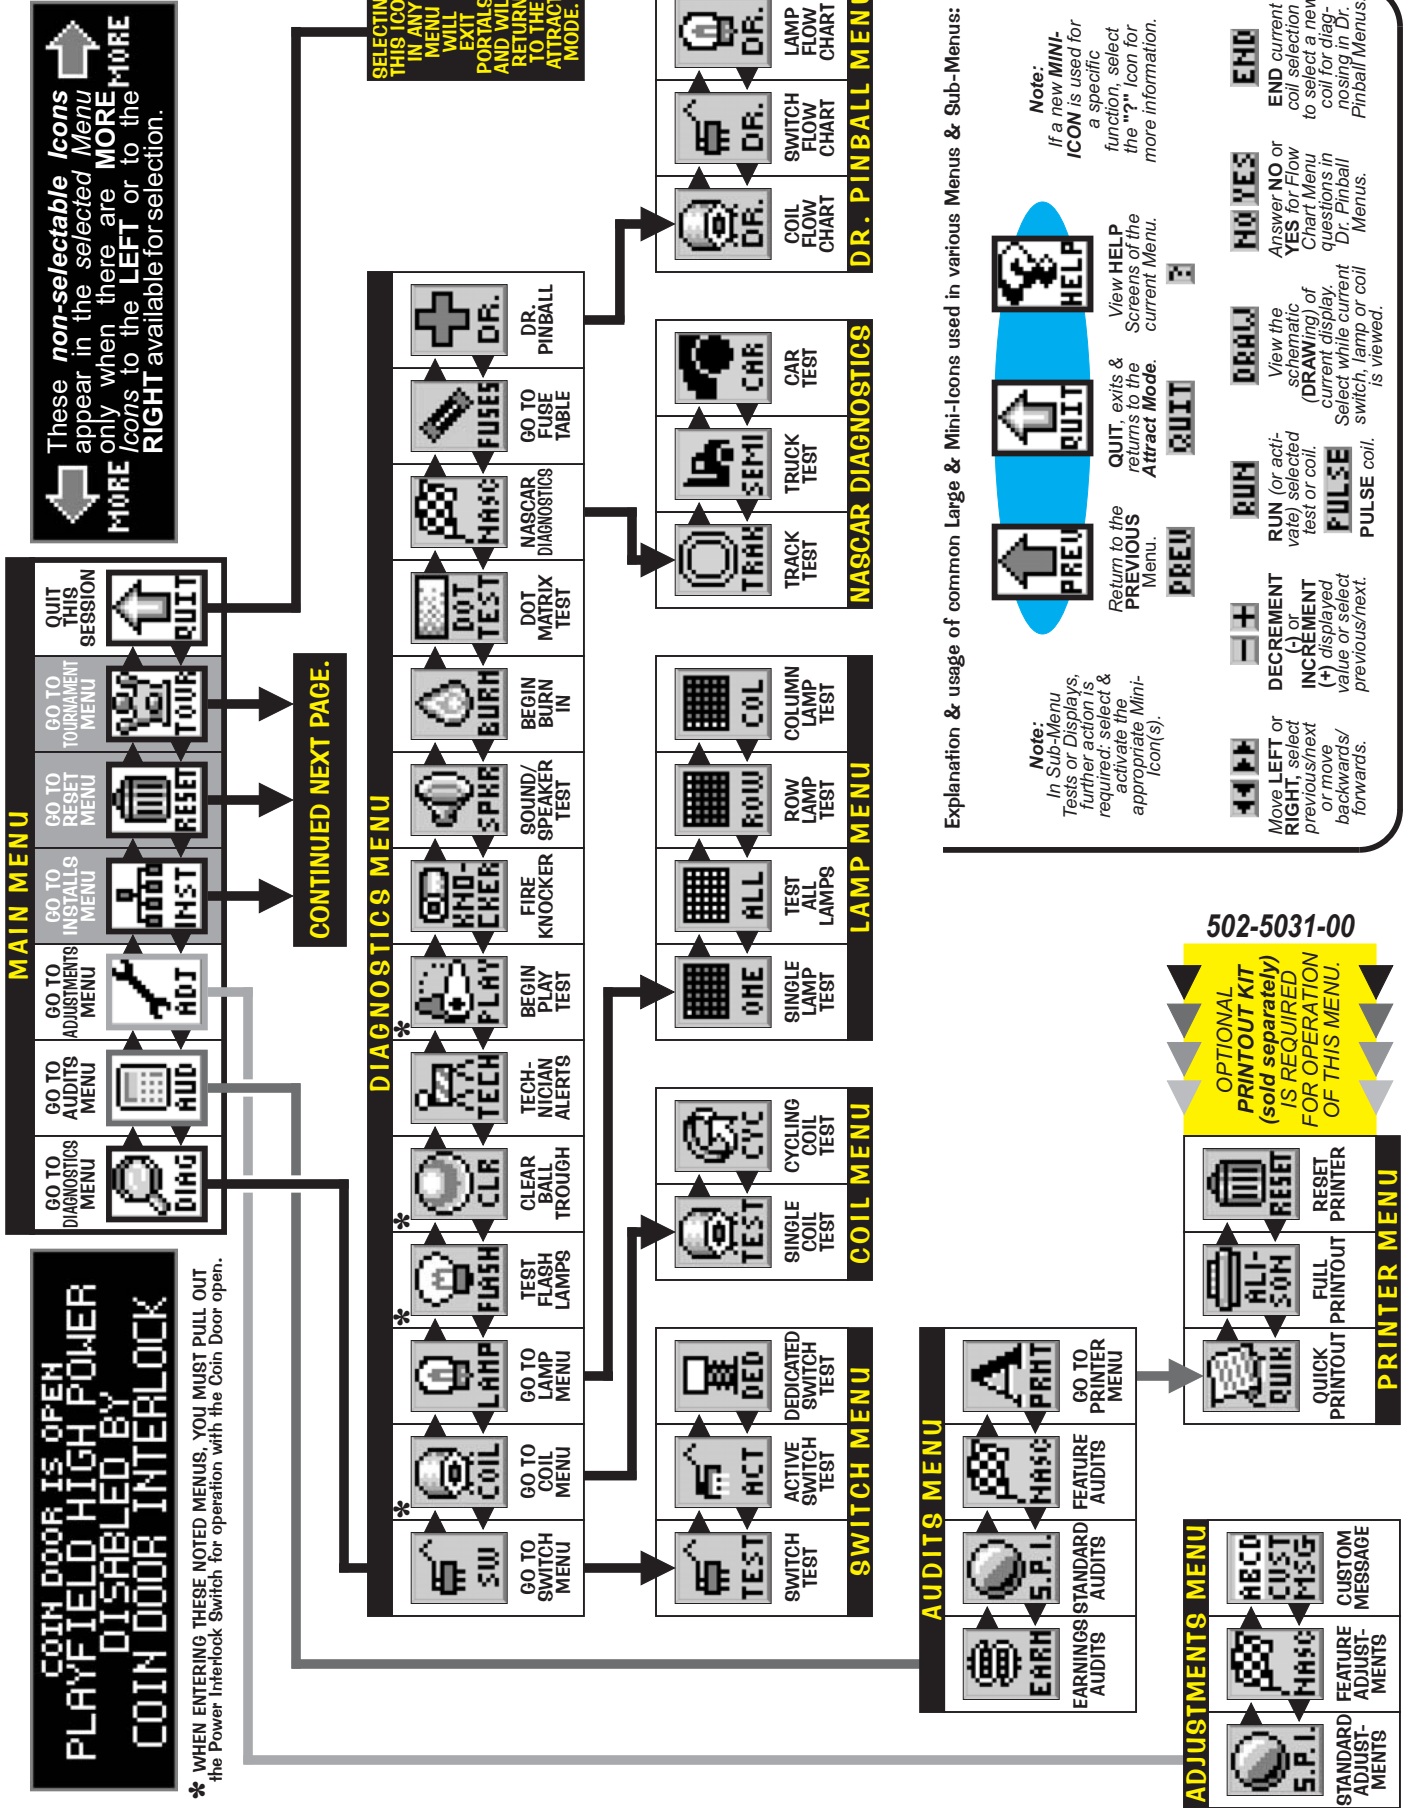 COIN DOOR IS OPEN
PLAYFIELD HIGH POWER
DISABLED BY
COIN DOOR INTERLOCK
* WHEN ENTERING THESE NOTED MENUS, YOU MUST PULL OUT
the Power Interlock Switch for operation with the Coin Door open.
MAIN MENU
GO TO
DIAGNOSTICS
MENU
DIAG
GO TO
AUDITS
MENU
AUD
GO TO
ADJUSTMENTS
MENU
ADJ
GO TO
INSTALLS
MENU
INST
GO TO
RESET
MENU
RESET
GO TO
TOURNAMENT
MENU
TOUR
QUIT
THIS
SESSION
QUIT
MORE
These non-selectable Icons
appear in the selected Menu
only when there are MORE
Icons to the LEFT or to the
RIGHT available for selection.
MORE
CONTINUED NEXT PAGE.
SELECTIN
THIS ICO
IN ANY
MENU
WILL
EXIT
PORTALS
AND WIL
RETURN
TO THE
ATTRACT
MODE.
DIAGNOSTICS MENU
*
*
*
*
SW
GO TO
SWITCH
MENU
COIL
GO TO
COIL
MENU
LAMP
GO TO
LAMP
MENU
FLASH
TEST
FLASH
LAMPS
CLR
CLEAR
BALL
TROUGH
TECH
TECH-
NICIAN
ALERTS
PLAY
BEGIN
PLAY
TEST
KNO-
CKER
FIRE
KNOCKER
SPKR
SOUND/
SPEAKER
TEST
BURN
BEGIN
BURN
IN
DOT
TEST
DOT
MATRIX
TEST
NASC
NASCAR
DIAGNOSTICS
FUSES
GO TO
FUSE
TABLE
DR.
DR.
PINBALL
TEST
SWITCH
TEST
ACT
ACTIVE
SWITCH
TEST
DED
DEDICATED
SWITCH
TEST
SWITCH MENU
TEST
SINGLE
COIL
TEST
CYC
CYCLING
COIL
TEST
COIL MENU
ONE
SINGLE
LAMP
TEST
ALL
TEST
ALL
LAMPS
ROW
ROW
LAMP
TEST
COL
COLUMN
LAMP
TEST
LAMP MENU
TRAK
TRACK
TEST
SEMI
TRUCK
TEST
CAR
CAR
TEST
NASCAR DIAGNOSTICS
DR.
COIL
FLOW
CHART
DR.
SWITCH
FLOW
CHART
DR.
LAMP
FLOW
CHART
DR. PINBALL MENU
AUDITS MENU
EARN
EARNINGS
AUDITS
S.P.I.
STANDARD
AUDITS
NASC
FEATURE
AUDITS
PRNT
GO TO
PRINTER
MENU
ADJUSTMENTS MENU
S.P.I.
STANDARD
ADJUST-
MENTS
NASC
FEATURE
ADJUST-
MENTS
ABCD
CUST
MSG
CUSTOM
MESSAGE
QUIK
QUICK
PRINTOUT
ALI-
SON
FULL
PRINTOUT
RESET
RESET
PRINTER
PRINTER MENU
OPTIONAL
PRINTOUT KIT
(sold separately)
IS REQUIRED
FOR OPERATION
OF THIS MENU.
502-5031-00
Explanation & usage of common Large & Mini-Icons used in various Menus & Sub-Menus:
Note:
In Sub-Menu
Tests or Displays,
further action is
required: select &
activate the
appropriate Mini-
Icon(s).
PREV
Return to the
PREVIOUS
Menu.
PREV
QUIT
QUIT, exits &
returns to the
Attract Mode.
QUIT
HELP
View HELP
Screens of the
current Menu.
?
Note:
If a new MINI-
ICON is used for
a specific
function, select
the "?" Icon for
more information.
Move LEFT or
RIGHT, select
previous/next
or move
backwards/
forwards.
− +
DECREMENT
(-) or
INCREMENT
(+) displayed
value or select
previous/next.
RUN
RUN (or acti-
vate) selected
test or coil.
PULSE
PULSE coil.
DRAW
View the
schematic
(DRAWing) of
current display.
Select while current
switch, lamp or coil
is viewed.
NO YES
Answer NO or
YES for Flow
Chart Menu
questions in
Dr. Pinball
Menus.
END
END current
coil selection
to select a new
coil for diag-
nosing in Dr.
Pinball Menus.